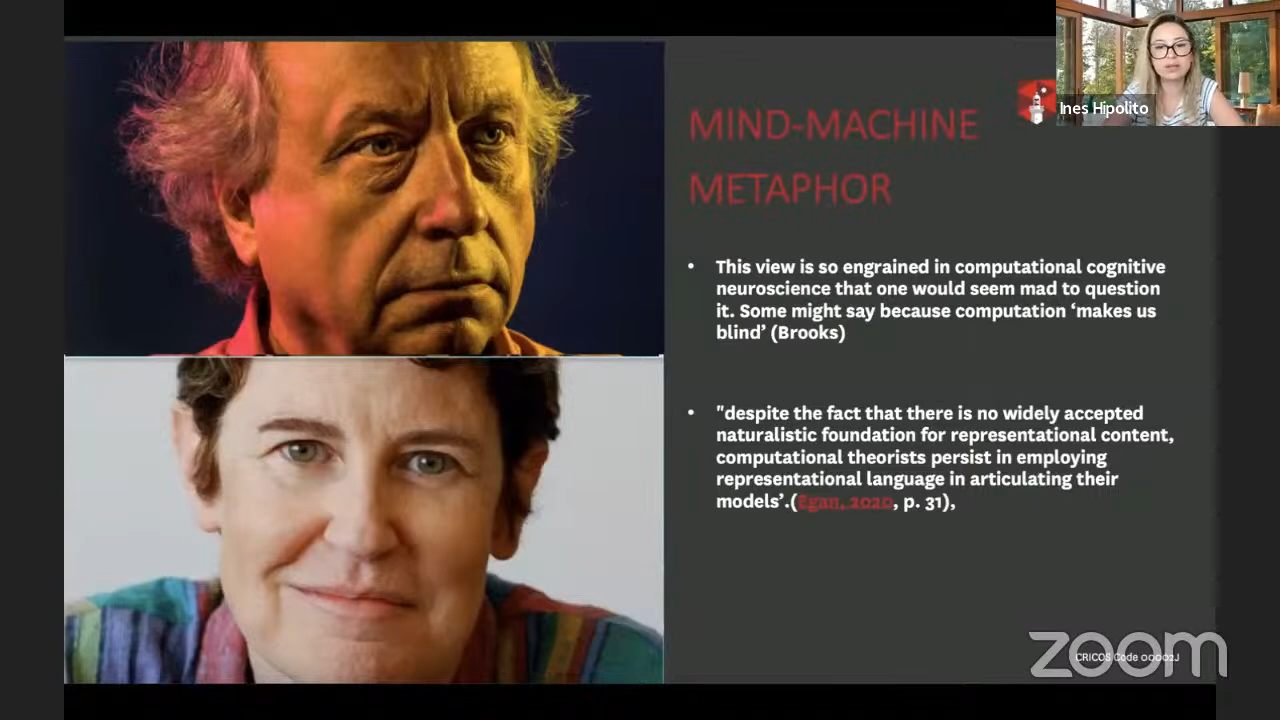 Ines Hipolito
MIND-MACHINE
METAPHOR
• This view is so engrained in computational cognitive
neuroscience that one would seem mad to question
it. Some might say because computation ‘makes us
blind’ (Brooks)
• "despite the fact that there is no widely accepted
naturalistic foundation for representational content,
computational theorists persist in employing
representational language in articulating their
models’.(Egan, 2020, p. 31),
zoom
CRICOS Code 00002J